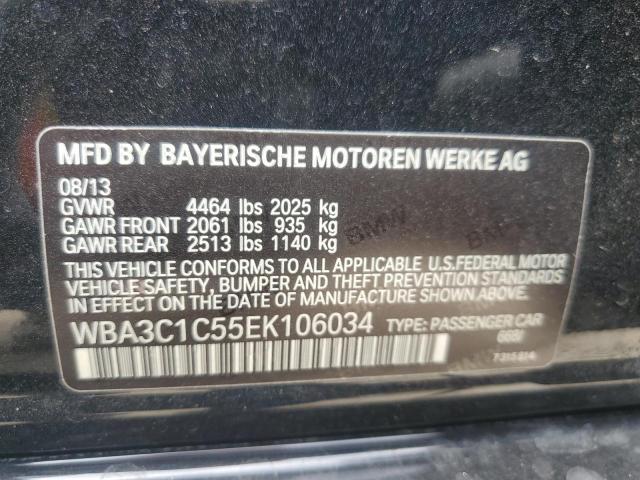 MFD BY BAYERISCHE MOTOREN WERKE AG
08/13
GVWR 4464 lbs 2025 kg
GAWR FRONT 2061 lbs 935 kg
GAWR REAR 2513 lbs 1140 kg
THIS VEHICLE CONFORMS TO ALL APPLICABLE U.S.FEDERAL MOTOR
VEHICLE SAFETY, BUMPER AND THEFT PREVENTION STANDARDS
IN EFFECT ON THE DATE OF MANUFACTURE SHOWN ABOVE.
WBA3C1C55EK106034 TYPE: PASSENGER CAR
7315814